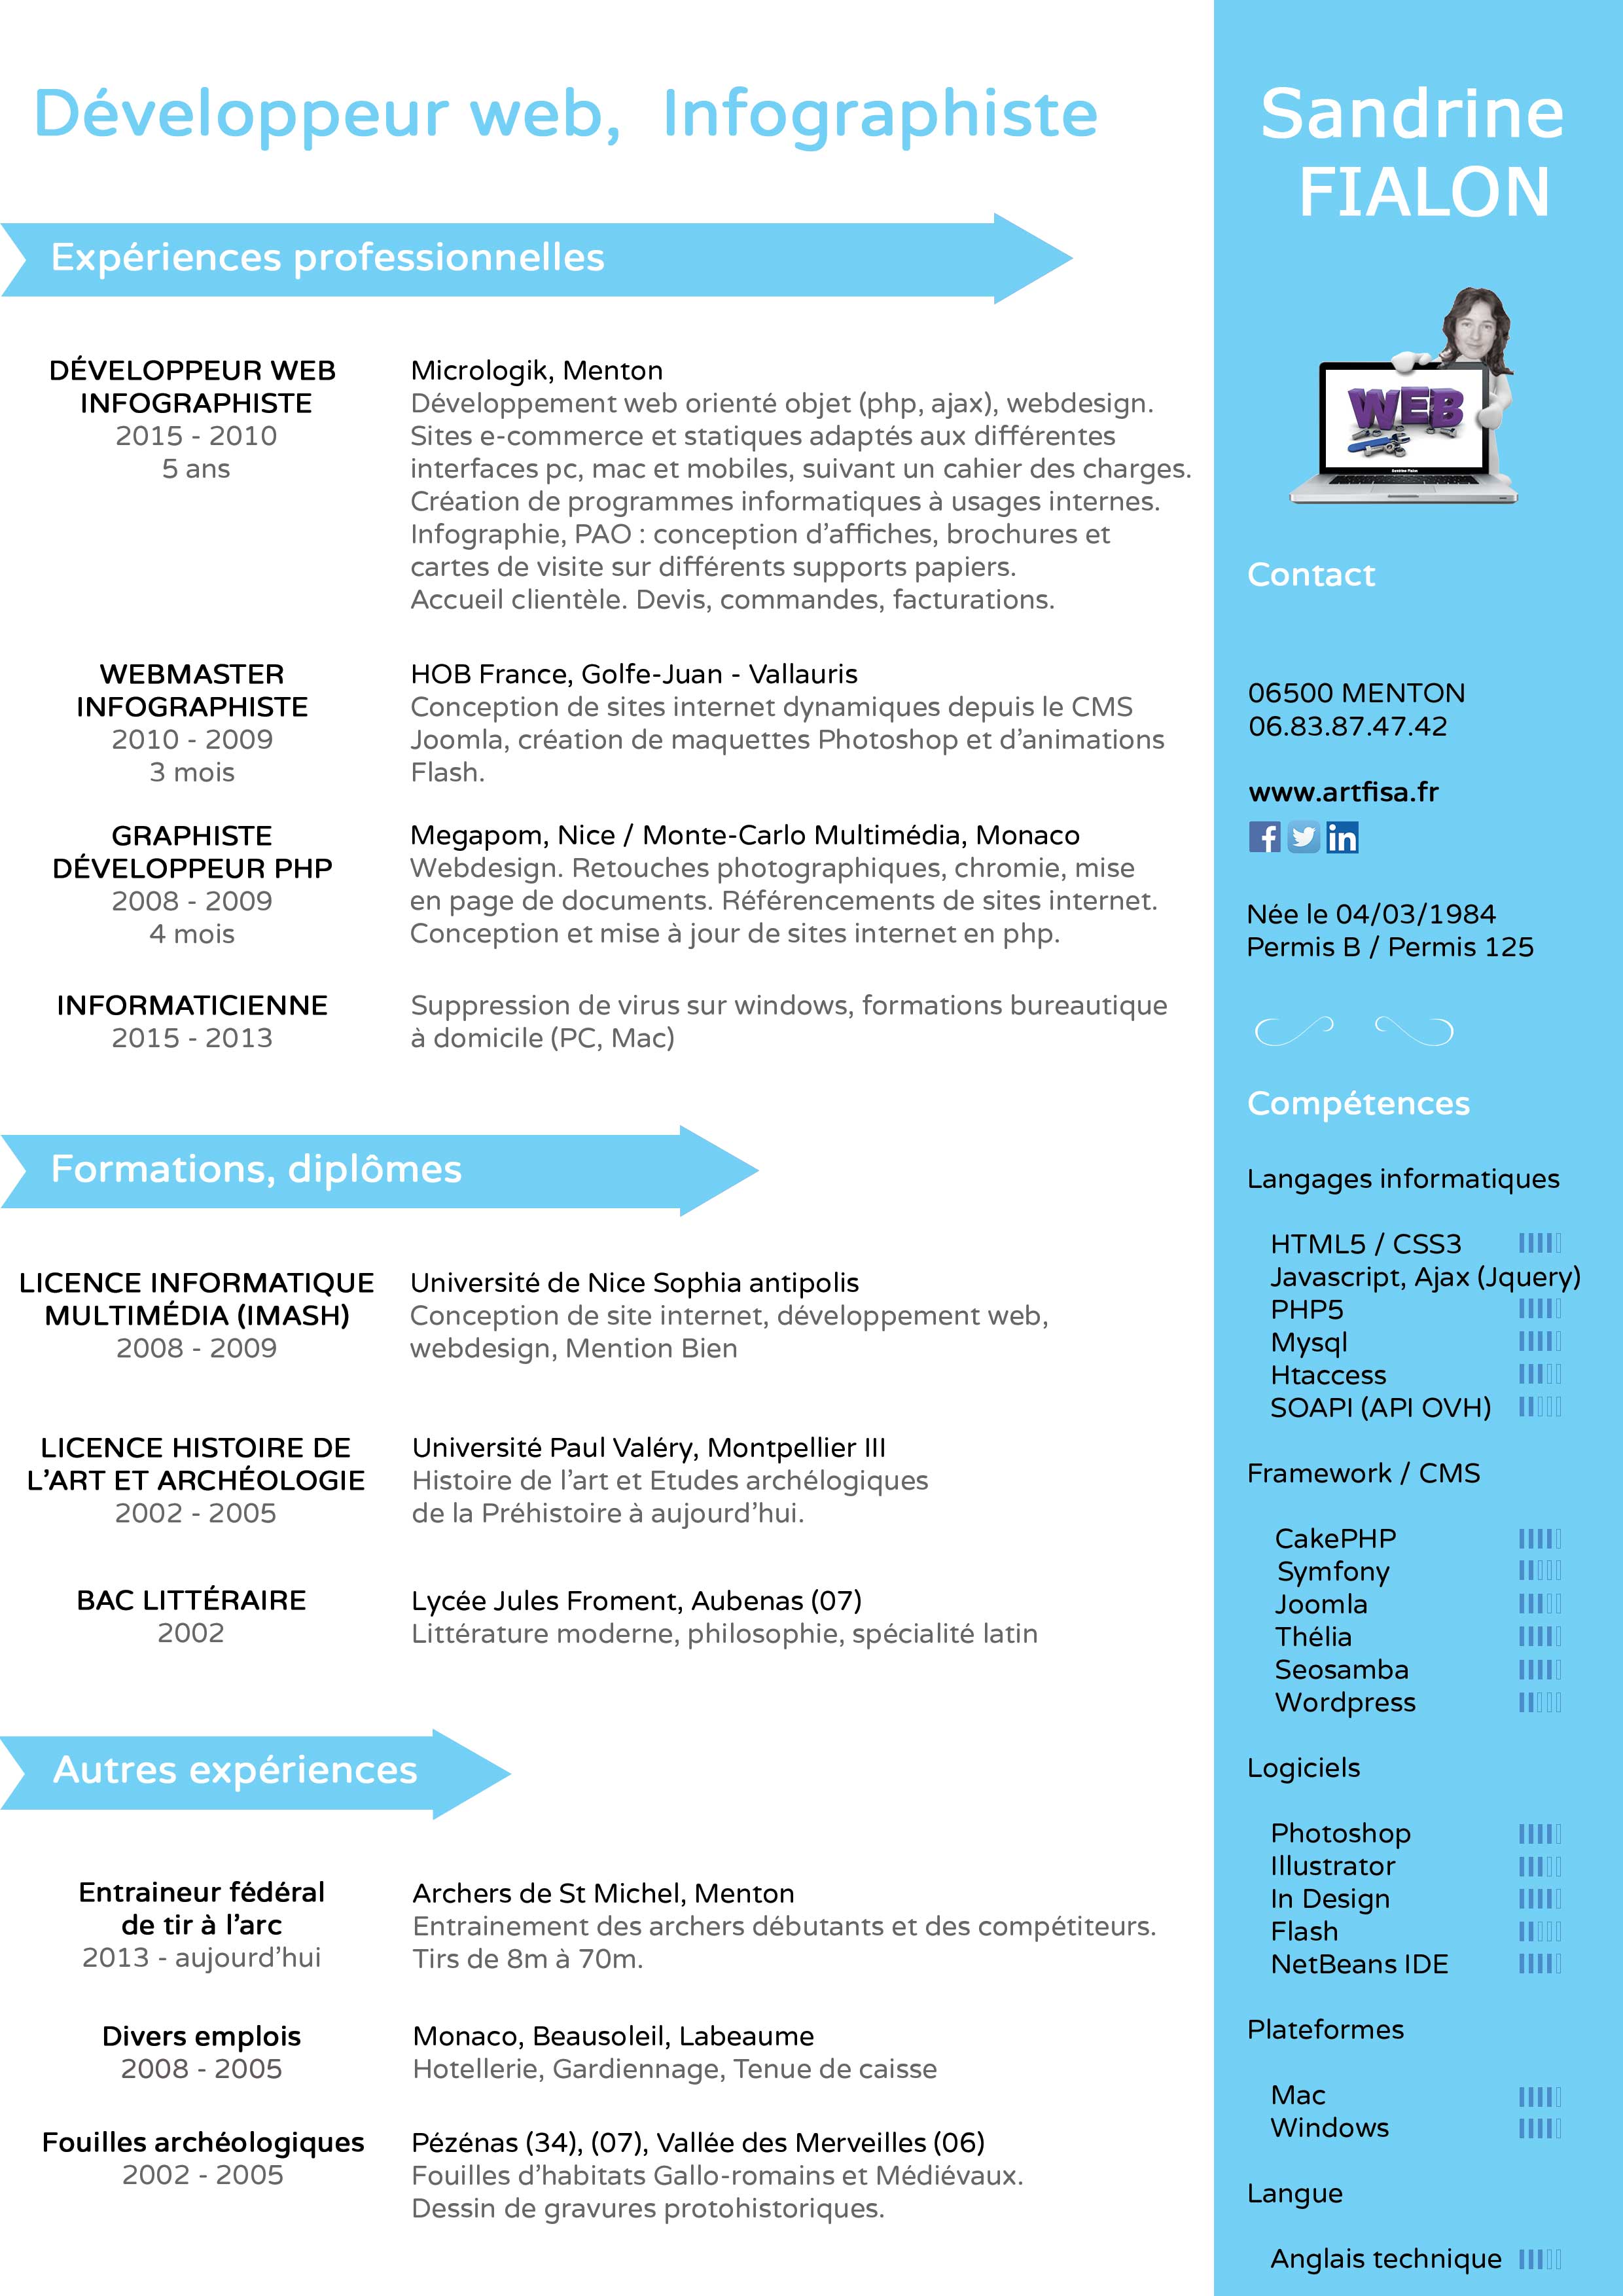 Développeur web, Infographiste
Expériences professionnelles
DÉVELOPPEUR WEB
INFOGRAPHISTE
2015 - 2010
5 ans
Micrologik, Menton
Développement web orienté objet (php, ajax), webdesign.
Sites e-commerce et statiques adaptés aux différentes
interfaces pc, mac et mobiles, suivant un cahier des charges.
Création de programmes informatiques à usages internes.
Infographie, PAO : conception d'affiches, brochures et
cartes de visite sur différents supports papiers.
Accueil clientèle. Devis, commandes, facturations.
WEBMASTER
INFOGRAPHISTE
2010 - 2009
3 mois
HOB France, Golfe-Juan - Vallauris
Conception de sites internet dynamiques depuis le CMS
Joomla, création de maquettes Photoshop et d'animations
Flash.
GRAPHISTE
DÉVELOPPEUR PHP
2008 - 2009
4 mois
Megapom, Nice / Monte-Carlo Multimédia, Monaco
Webdesign. Retouches photographiques, chromie, mise
en page de documents. Référencements de sites internet.
Conception et mise à jour de sites internet en php.
INFORMATICIENNE
2015 - 2013
Suppression de virus sur windows, formations bureautique
à domicile (PC, Mac)
Formations, diplômes
LICENCE INFORMATIQUE
MULTIMÉDIA (IMASH)
2008 - 2009
Université de Nice Sophia antipolis
Conception de site internet, développement web,
webdesign, Mention Bien
LICENCE HISTOIRE DE
L'ART ET ARCHÉOLOGIE
2002 - 2005
Université Paul Valéry, Montpellier III
Histoire de l'art et Etudes archélogiques
de la Préhistoire à aujourd'hui.
BAC LITTÉRAIRE
2002
Lycée Jules Froment, Aubenas (07)
Littérature moderne, philosophie, spécialité latin
Autres expériences
Entraineur fédéral
de tir à l'arc
2013 - aujourd'hui
Archers de St Michel, Menton
Entrainement des archers débutants et des compétiteurs.
Tirs de 8m à 70m.
Divers emplois
2008 - 2005
Monaco, Beausoleil, Labeaume
Hotellerie, Gardiennage, Tenue de caisse
Fouilles archéologiques
2002 - 2005
Pézénas (34), (07), Vallée des Merveilles (06)
Fouilles d'habitats Gallo-romains et Médiévaux.
Dessin de gravures protohistoriques.
Sandrine
FIALON
WEB
Sandrine Fialon
Contact
06500 MENTON
06.83.87.47.42
www.artfisa.fr
Née le 04/03/1984
Permis B / Permis 125
Compétences
Langages informatiques
HTML5 / CSS3
Javascript, Ajax (Jquery)
PHP5
Mysql
Htaccess
SOAPI (API OVH)
Framework / CMS
CakePHP
Symfony
Joomla
Thélia
Seosamba
Wordpress
Logiciels
Photoshop
Illustrator
In Design
Flash
NetBeans IDE
Plateformes
Mac
Windows
Langue
Anglais technique